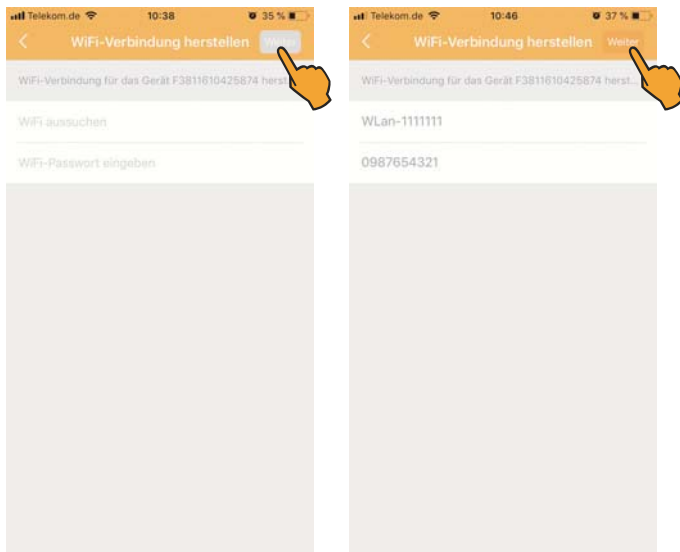 Telekom.de 10:38 35 %
WiFi-Verbindung herstellen Weiter
WiFi-Verbindung für das Gerät F3811610425874 herst...
WiFi aussuchen
WiFi-Passwort eingeben
Telekom.de 10:46 37 %
WiFi-Verbindung herstellen Weiter
WiFi-Verbindung für das Gerät F3811610425874 herst...
WLan-1111111
0987654321